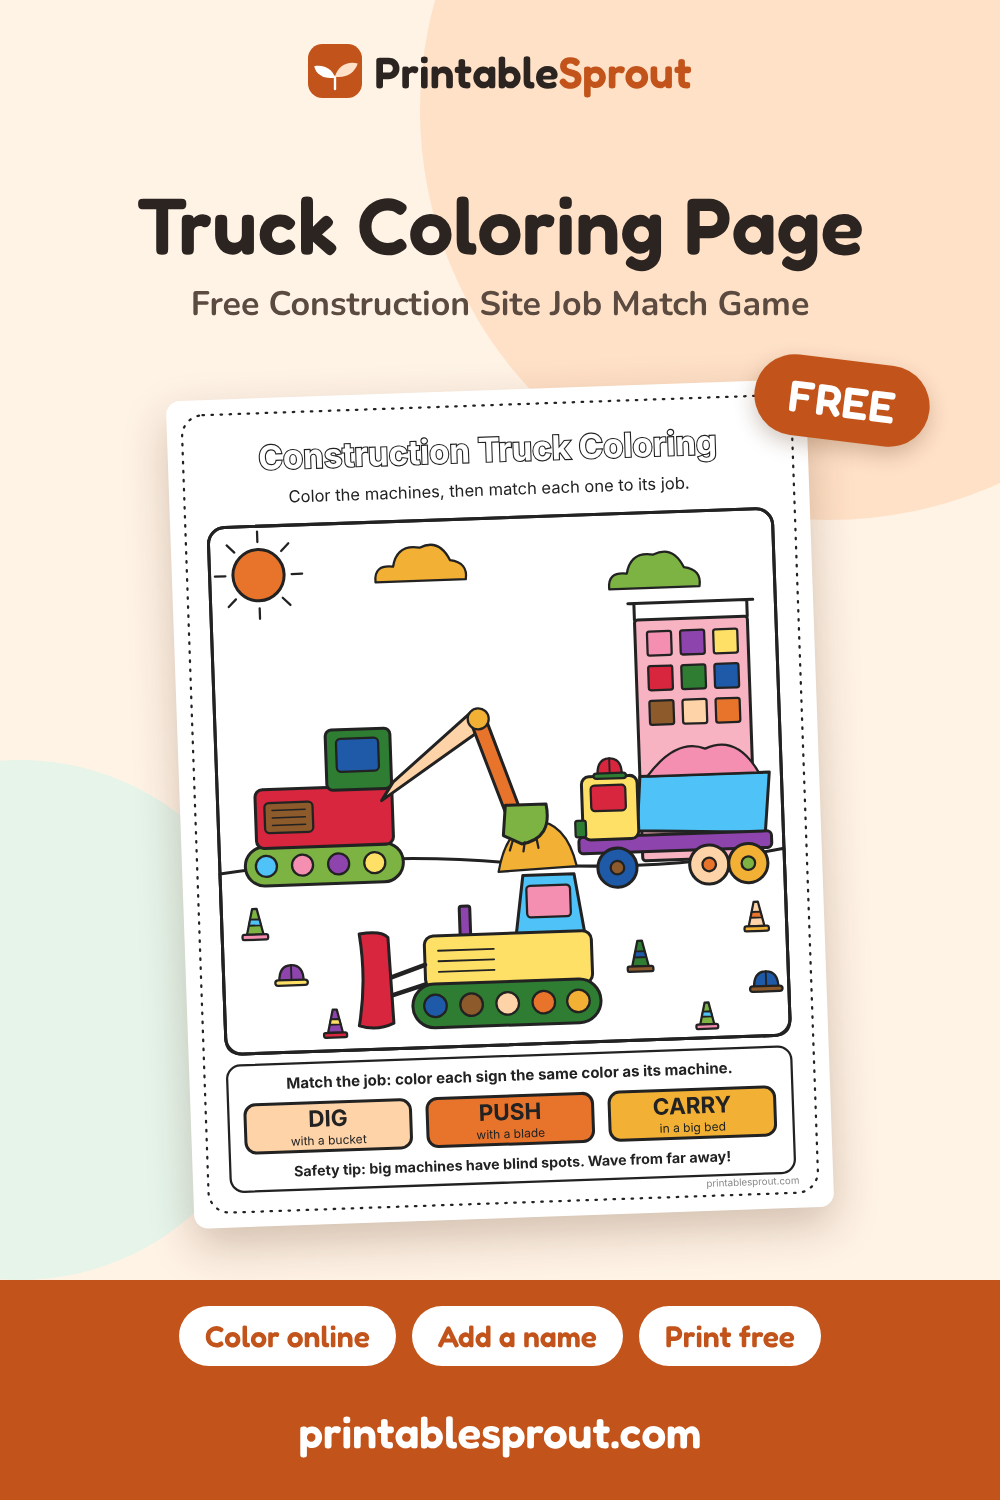 PrintableSprout
Truck Coloring Page
Free Construction Site Job Match Game
FREE
Construction Truck Coloring
Color the machines, then match each one to its job.
Match the job: color each sign the same color as its machine.
DIG
with a bucket
PUSH
with a blade
CARRY
in a big bed
Safety tip: big machines have blind spots. Wave from far away!
printablesprout.com
Color online
Add a name
Print free
printablesprout.com